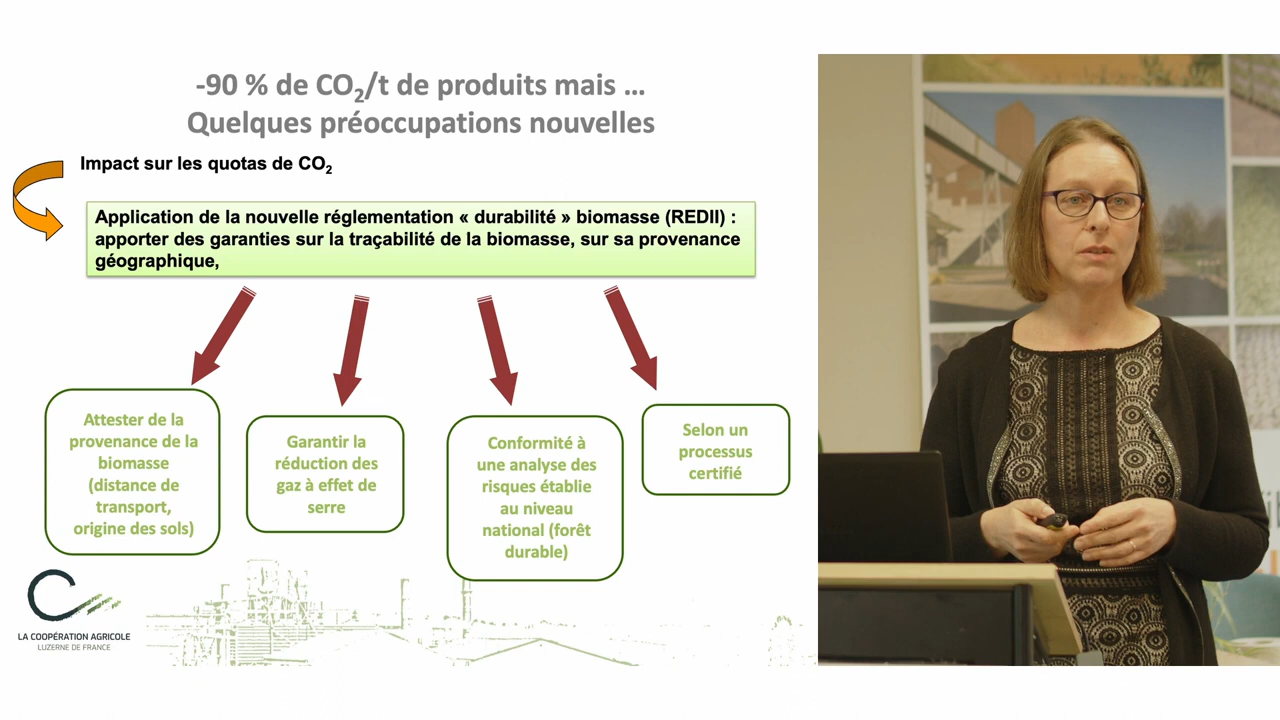 -90 % de CO₂/t de produits mais …
Quelques préoccupations nouvelles
Impact sur les quotas de CO₂
Application de la nouvelle réglementation « durabilité » biomasse (REDII) :
apporter des garanties sur la traçabilité de la biomasse, sur sa provenance
géographique,
Attester de la
provenance de la
biomasse
(distance de
transport,
origine des sols)
Garantir la
réduction des
gaz à effet de
serre
Conformité à
une analyse des
risques établie
au niveau
national (forêt
durable)
Selon un
processus
certifié
LA COOPÉRATION AGRICOLE
LUZERNE DE FRANCE